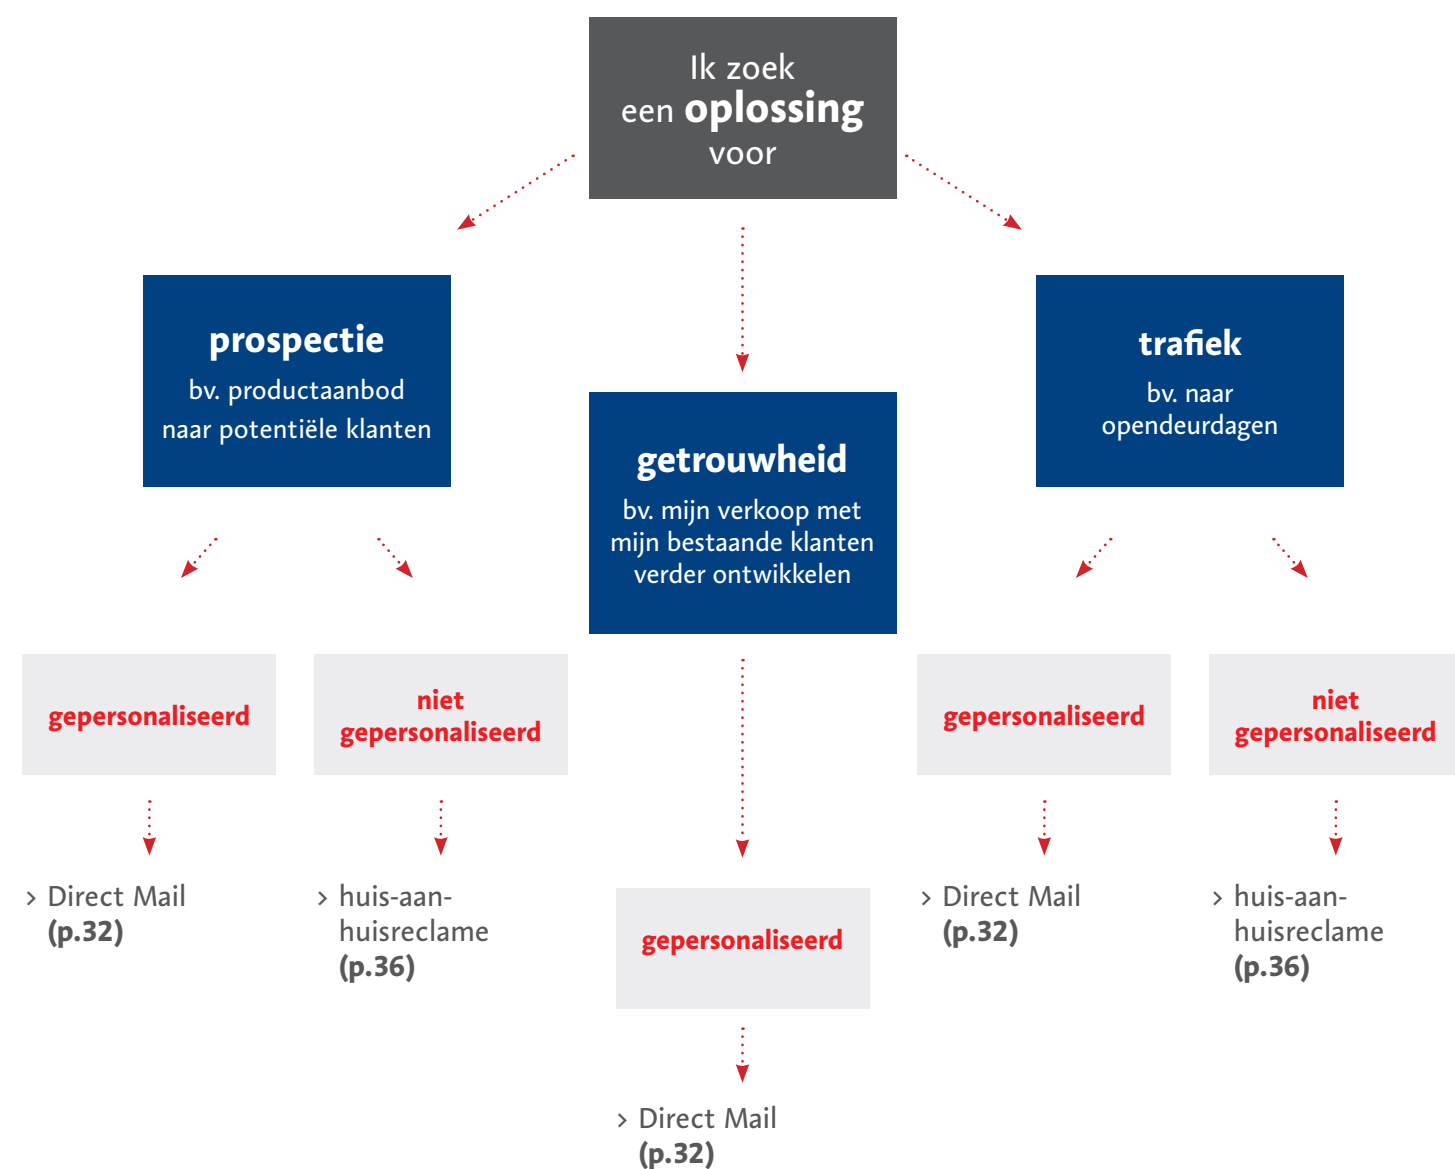 Ik zoek
een oplossing
voor
prospectie
bv. productaanbod
naar potentiële klanten
getrouwheid
bv. mijn verkoop met
mijn bestaande klanten
verder ontwikkelen
trafiek
bv. naar
opendeurdagen
gepersonaliseerd
niet
gepersonaliseerd
gepersonaliseerd
niet
gepersonaliseerd
> Direct Mail
(p.32)
> huis-aan-
huisreclame
(p.36)
gepersonaliseerd
> Direct Mail
(p.32)
> Direct Mail
(p.32)
> huis-aan-
huisreclame
(p.36)